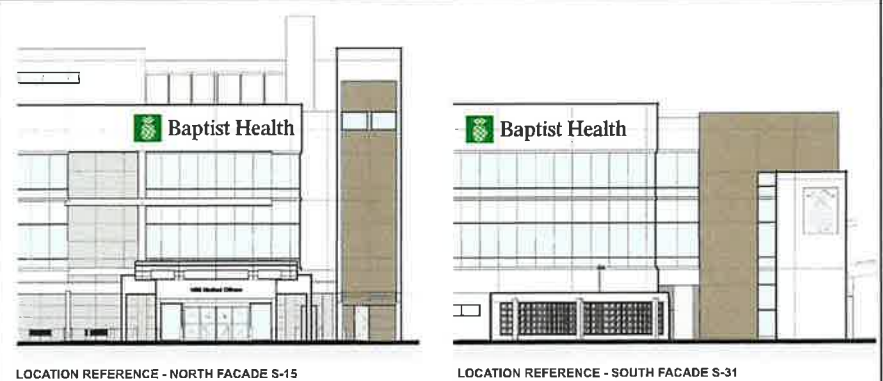 Baptist Health
Baptist Health
LOCATION REFERENCE - NORTH FACADE S-15
LOCATION REFERENCE - SOUTH FACADE S-31